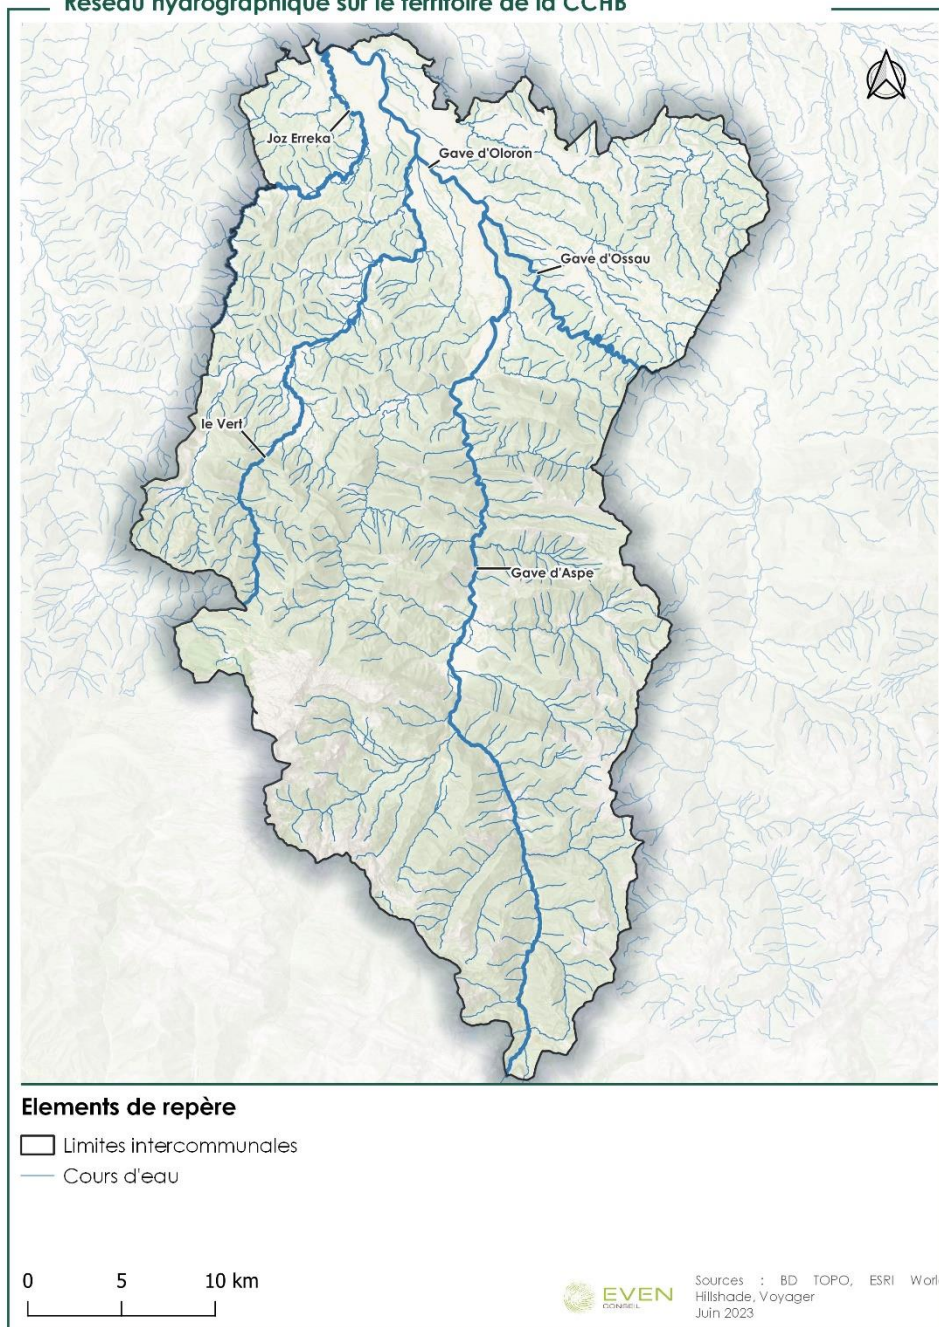 Réseau hydrographique sur le territoire de la CCHB
Joz Erreka
Gave d'Oloron
Gave d'Ossau
le Vert
Gave d'Aspe
Elements de repère
Limites intercommunales
Cours d'eau
0 5 10 km
EVEN
CONSEIL
Sources : BD TOPO, ESRI Worl
Hillshade, Voyager
Juin 2023